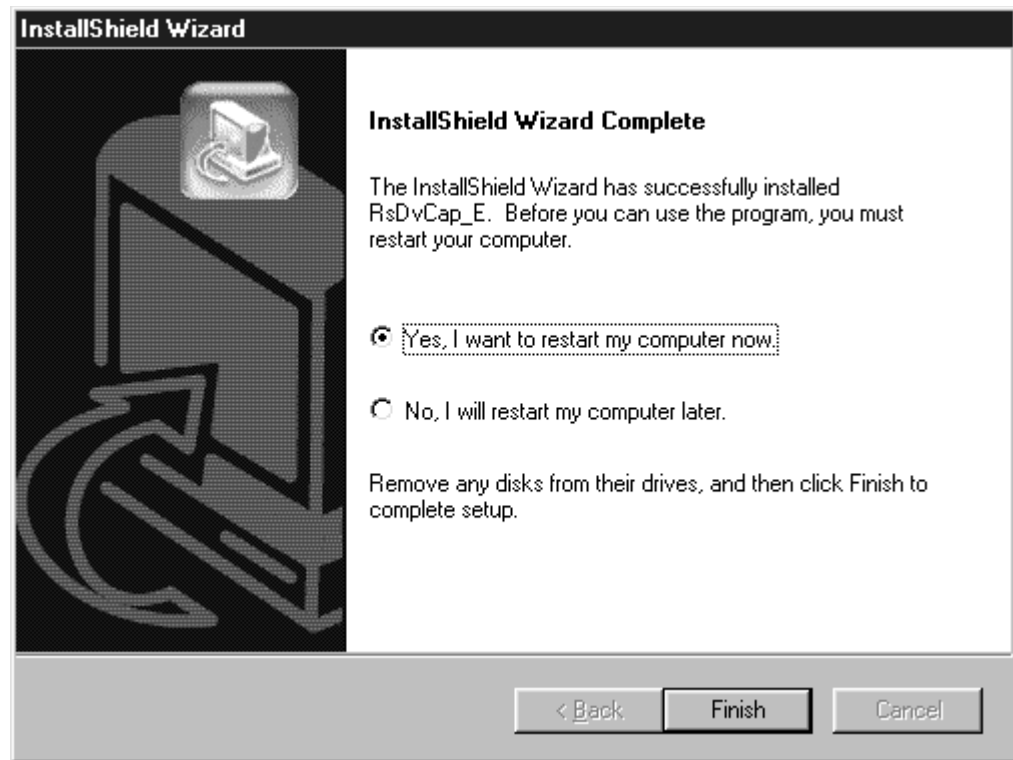 InstallShield Wizard
InstallShield Wizard Complete
The InstallShield Wizard has successfully installed
RsDvCap_E.  Before you can use the program, you must
restart your computer.
Yes, I want to restart my computer now.
No, I will restart my computer later.
Remove any disks from their drives, and then click Finish to
complete setup.
< Back
Finish
Cancel